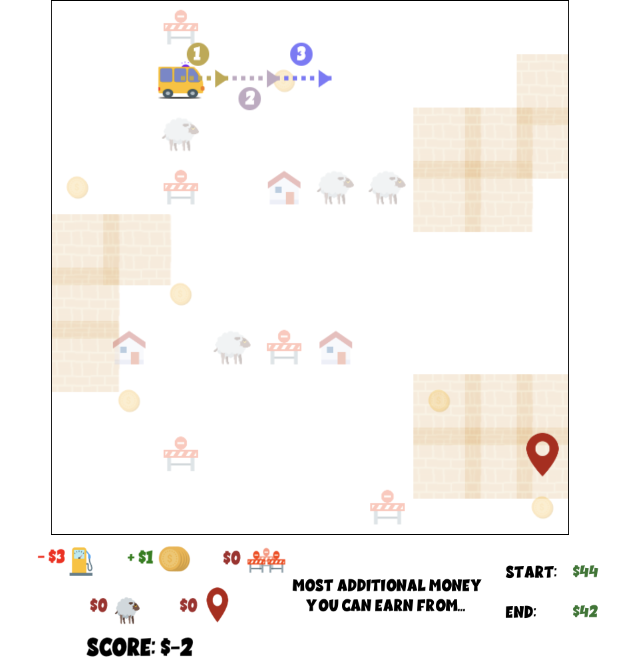 1
3
2
- $3
+ $1
$0
$0
$0
MOST ADDITIONAL MONEY
YOU CAN EARN FROM...
START: $44
END: $42
SCORE: $-2